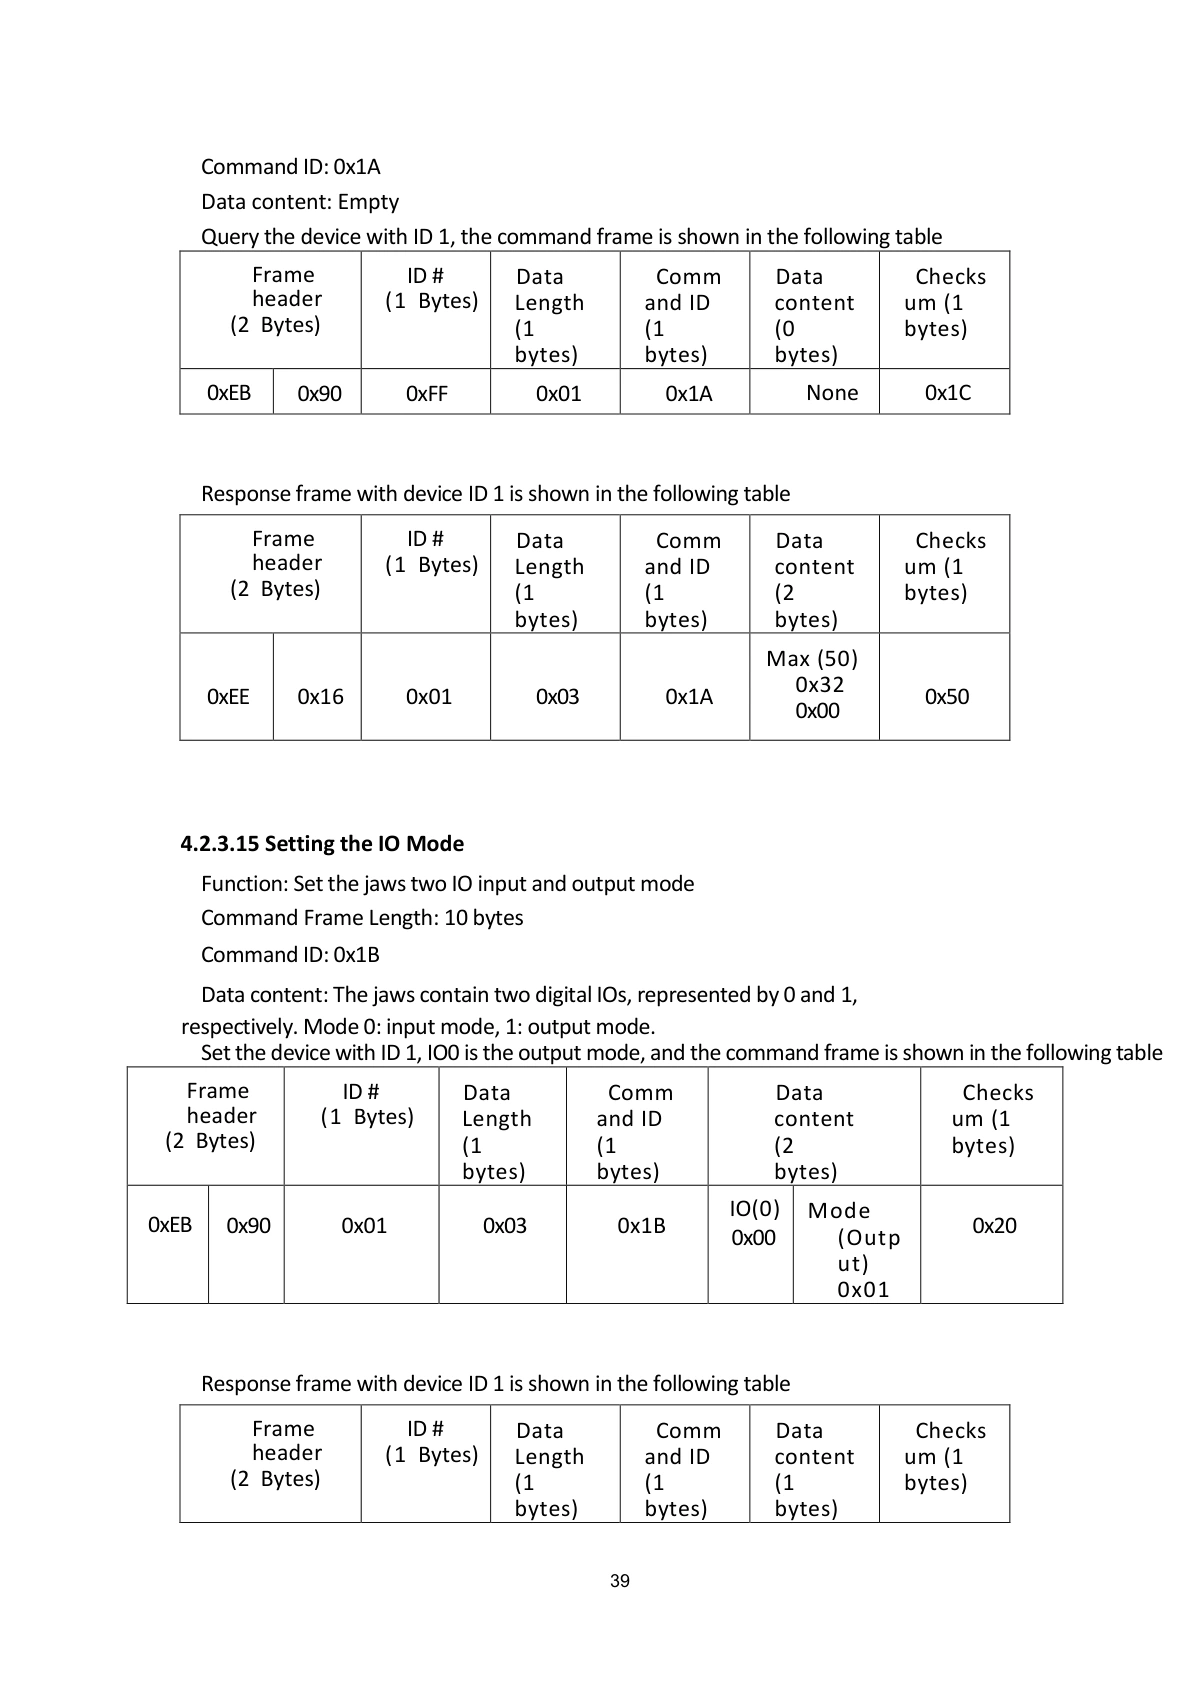 Command ID: 0x1A
Data content: Empty
Query the device with ID 1, the command frame is shown in the following table
Frame
header
(2 Bytes)
ID #
(1 Bytes)
Data
Length
(1
bytes)
Comm
and ID
(1
bytes)
Data
content
(0
bytes)
Checks
um (1
bytes)
0xEB
0x90
0xFF
0x01
0x1A
None
0x1C
Response frame with device ID 1 is shown in the following table
Frame
header
(2 Bytes)
ID #
(1 Bytes)
Data
Length
(1
bytes)
Comm
and ID
(1
bytes)
Data
content
(2
bytes)
Checks
um (1
bytes)
0xEE
0x16
0x01
0x03
0x1A
Max (50)
0x32
0x00
0x50
4.2.3.15 Setting the IO Mode
Function: Set the jaws two IO input and output mode
Command Frame Length: 10 bytes
Command ID: 0x1B
Data content: The jaws contain two digital IOs, represented by 0 and 1,
respectively. Mode 0: input mode, 1: output mode.
Set the device with ID 1, IO0 is the output mode, and the command frame is shown in the following table
Frame
header
(2 Bytes)
ID #
(1 Bytes)
Data
Length
(1
bytes)
Comm
and ID
(1
bytes)
Data
content
(2
bytes)
Checks
um (1
bytes)
0xEB
0x90
0x01
0x03
0x1B
IO(0)
0x00
Mode
(Outp
ut)
0x01
0x20
Response frame with device ID 1 is shown in the following table
Frame
header
(2 Bytes)
ID #
(1 Bytes)
Data
Length
(1
bytes)
Comm
and ID
(1
bytes)
Data
content
(1
bytes)
Checks
um (1
bytes)
39